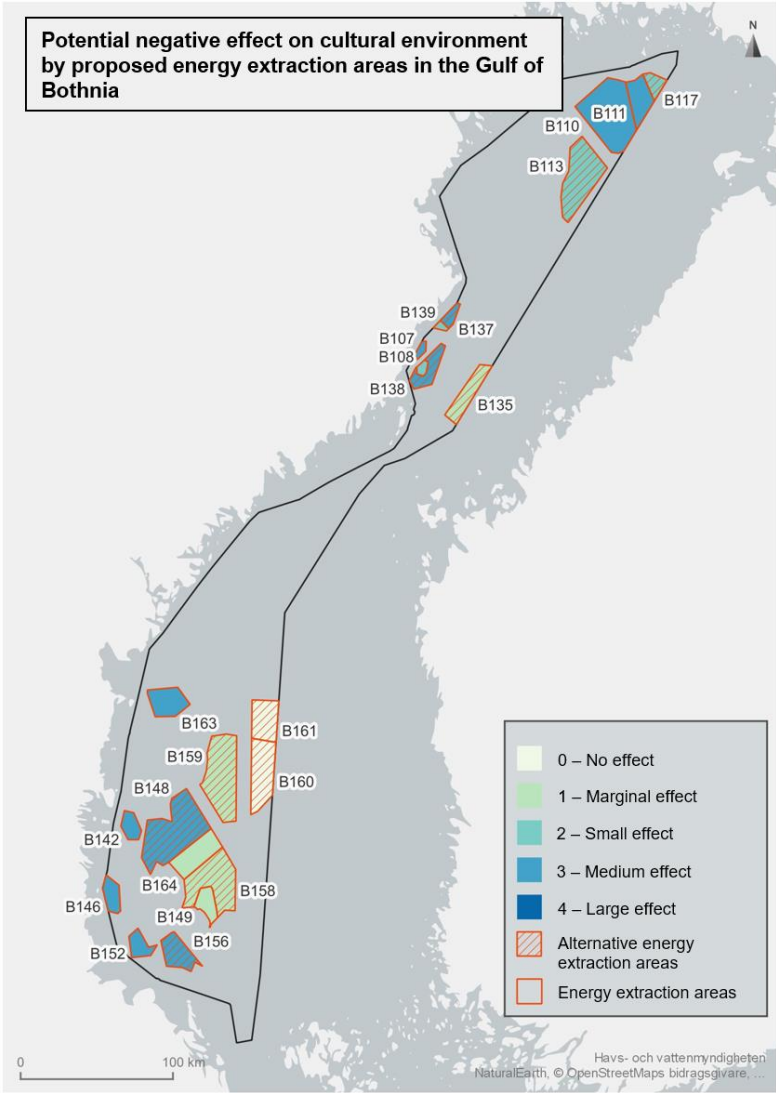 Potential negative effect on cultural environment
by proposed energy extraction areas in the Gulf of
Bothnia
N
B117
B111
B110
B113
B139
B137
B107
B108
B138
B135
B163
B161
B159
B160
B148
B142
B164
B158
B146
B149
B156
B152
0 – No effect
1 – Marginal effect
2 – Small effect
3 – Medium effect
4 – Large effect
Alternative energy
extraction areas
Energy extraction areas
0
100 km
Havs- och vattenmyndigheten
NaturalEarth, © OpenStreetMaps bidragsgivare, ...